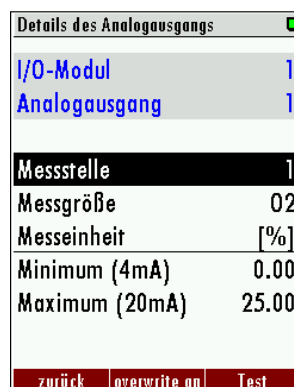 Details des Analogausgangs
I/O-Modul 1
Analogausgang 1
Messstelle 1
Messgröße O2
Messeinheit [%]
Minimum (4mA) 0.00
Maximum (20mA) 25.00
zurück overwrite an Test